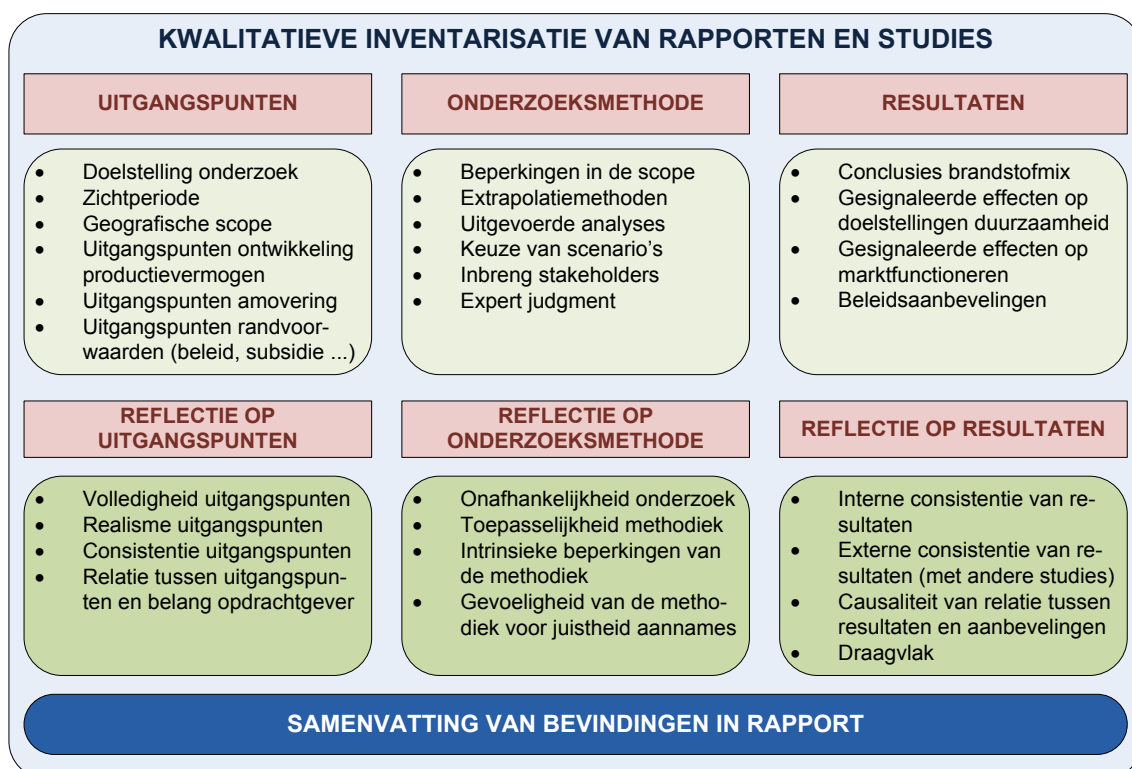 KWALITATIEVE INVENTARISATIE VAN RAPPORTEN EN STUDIES
UITGANGSPUNTEN
• Doelstelling onderzoek
• Zichtperiode
• Geografische scope
• Uitgangspunten ontwikkeling
productievermogen
• Uitgangspunten amovering
• Uitgangspunten randvoor-
waarden (beleid, subsidie ...)
ONDERZOEKSMETHODE
• Beperkingen in de scope
• Extrapolatiemethoden
• Uitgevoerde analyses
• Keuze van scenario's
• Inbreng stakeholders
• Expert judgment
RESULTATEN
• Conclusies brandstofmix
• Gesignaleerde effecten op
doelstellingen duurzaamheid
• Gesignaleerde effecten op
marktfunctioneren
• Beleidsaanbevelingen
REFLECTIE OP
UITGANGSPUNTEN
• Volledigheid uitgangspunten
• Realisme uitgangspunten
• Consistentie uitgangspunten
• Relatie tussen uitgangspun-
ten en belang opdrachtgever
REFLECTIE OP
ONDERZOEKSMETHODE
• Onafhankelijkheid onderzoek
• Toepasselijkheid methodiek
• Intrinsieke beperkingen van
de methodiek
• Gevoeligheid van de metho-
diek voor juistheid aannames
REFLECTIE OP RESULTATEN
• Interne consistentie van re-
sultaten
• Externe consistentie van re-
sultaten (met andere studies)
• Causaliteit van relatie tussen
resultaten en aanbevelingen
• Draagvlak
SAMENVATTING VAN BEVINDINGEN IN RAPPORT